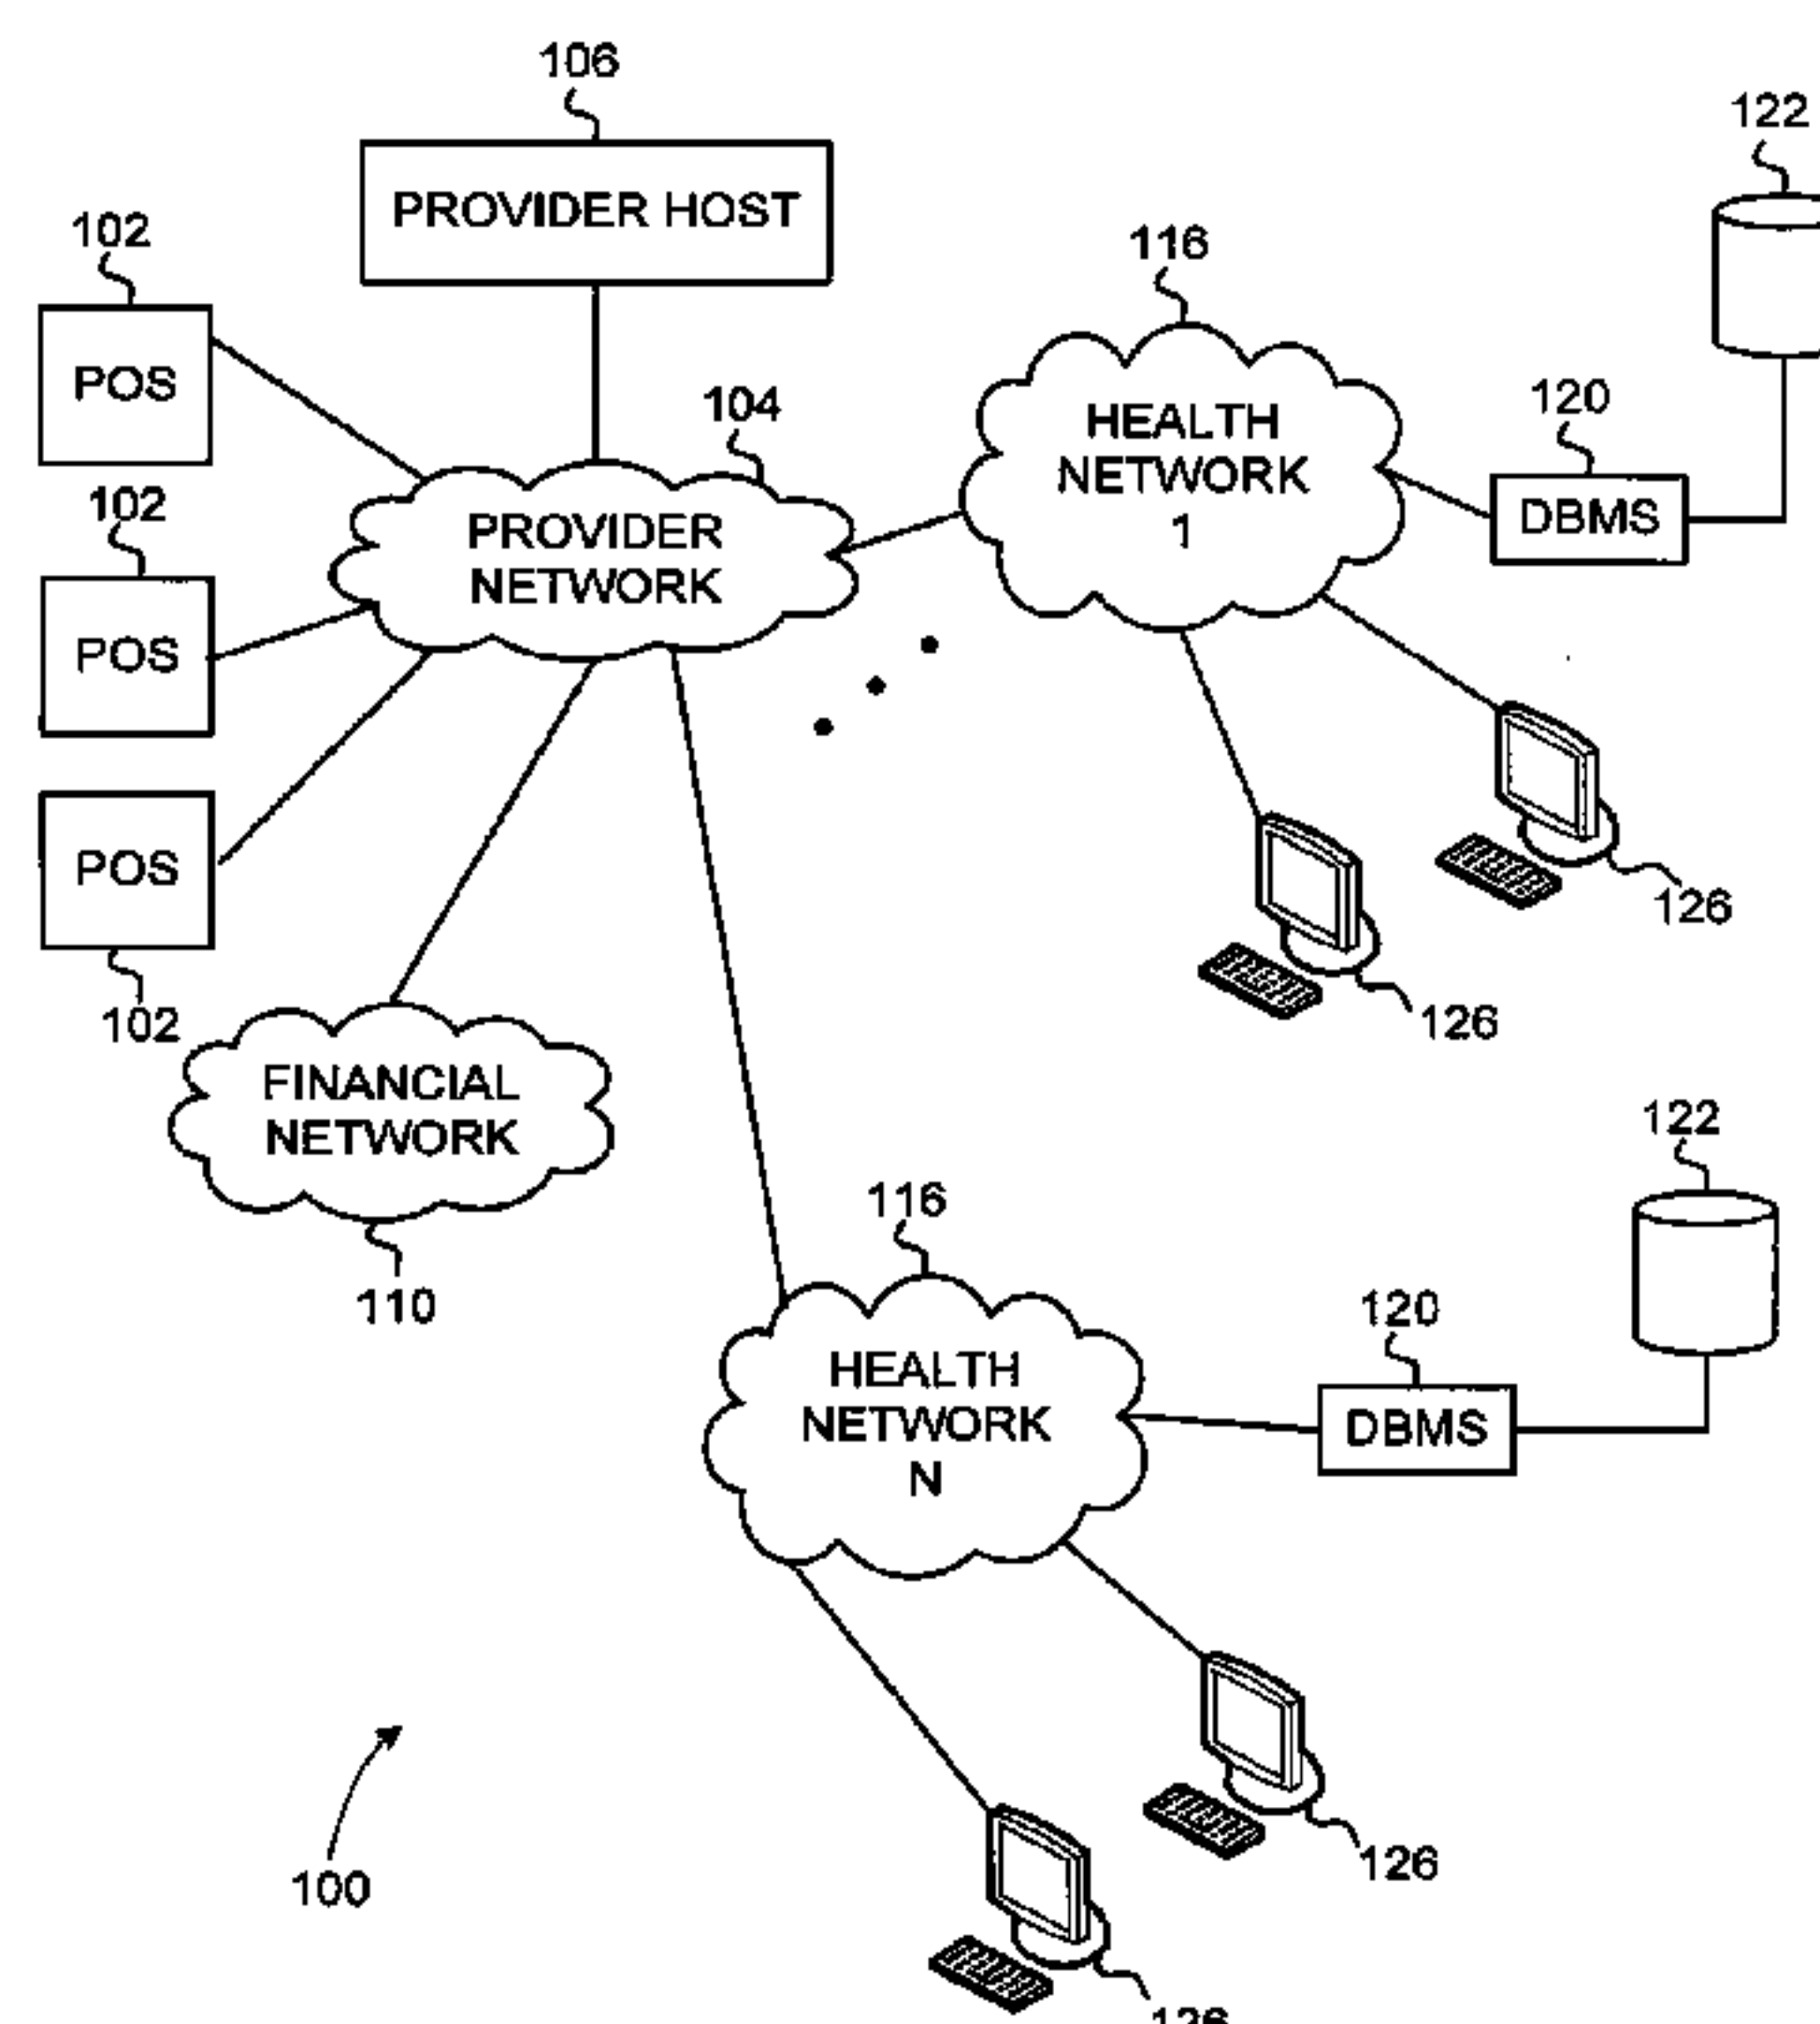 106
122
PROVIDER HOST
102
116
POS
104
120
HEALTH
NETWORK
1
102
PROVIDER
NETWORK
DBMS
POS
POS
126
102
126
FINANCIAL
NETWORK
122
116
110
120
HEALTH
NETWORK
N
DBMS
100
126
126